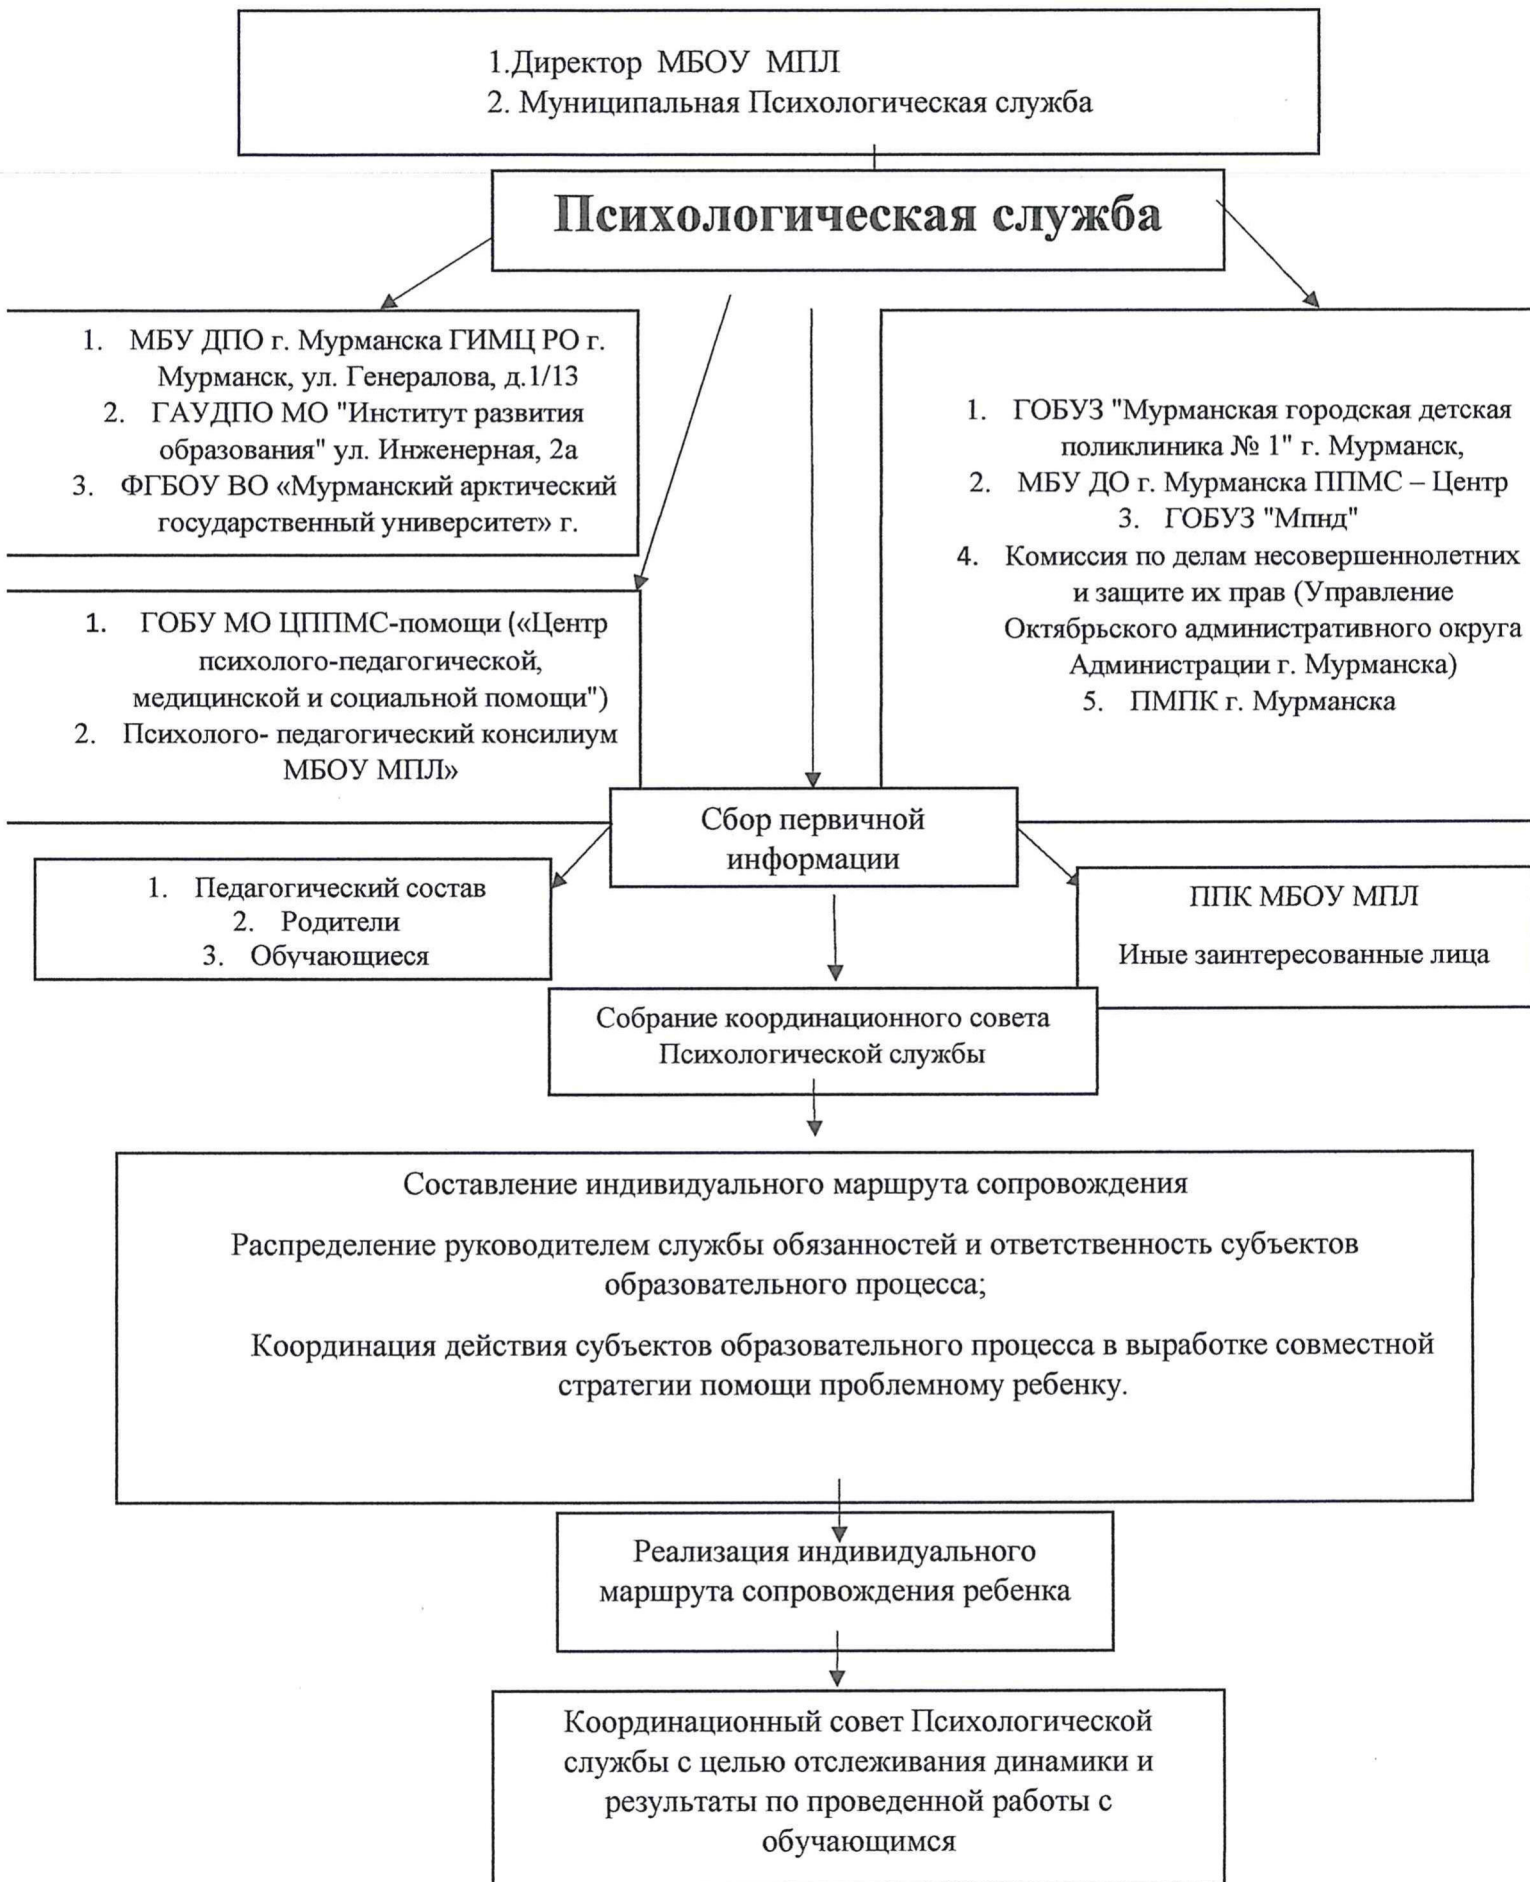 1.Директор МБОУ МПЛ
2. Муниципальная Психологическая служба
Психологическая служба
1. МБУ ДПО г. Мурманска ГИМЦ РО г.
Мурманск, ул. Генералова, д.1/13
2. ГАУДПО МО "Институт развития
образования" ул. Инженерная, 2а
3. ФГБОУ ВО «Мурманский арктический
государственный университет» г.
1. ГОБУЗ "Мурманская городская детская
поликлиника № 1" г. Мурманск,
2. МБУ ДО г. Мурманска ППМС – Центр
3. ГОБУЗ "Мпнд"
4. Комиссия по делам несовершеннолетних
и защите их прав (Управление
Октябрьского административного округа
Администрации г. Мурманска)
5. ПМПК г. Мурманска
1. ГОБУ МО ЦППМС-помощи («Центр
психолого-педагогической,
медицинской и социальной помощи")
2. Психолого- педагогический консилиум
МБОУ МПЛ»
Сбор первичной
информации
1. Педагогический состав
2. Родители
3. Обучающиеся
ППК МБОУ МПЛ
Иные заинтересованные лица
Собрание координационного совета
Психологической службы
Составление индивидуального маршрута сопровождения
Распределение руководителем службы обязанностей и ответственность субъектов
образовательного процесса;
Координация действия субъектов образовательного процесса в выработке совместной
стратегии помощи проблемному ребенку.
Реализация индивидуального
маршрута сопровождения ребенка
Координационный совет Психологической
службы с целью отслеживания динамики и
результаты по проведенной работы с
обучающимся